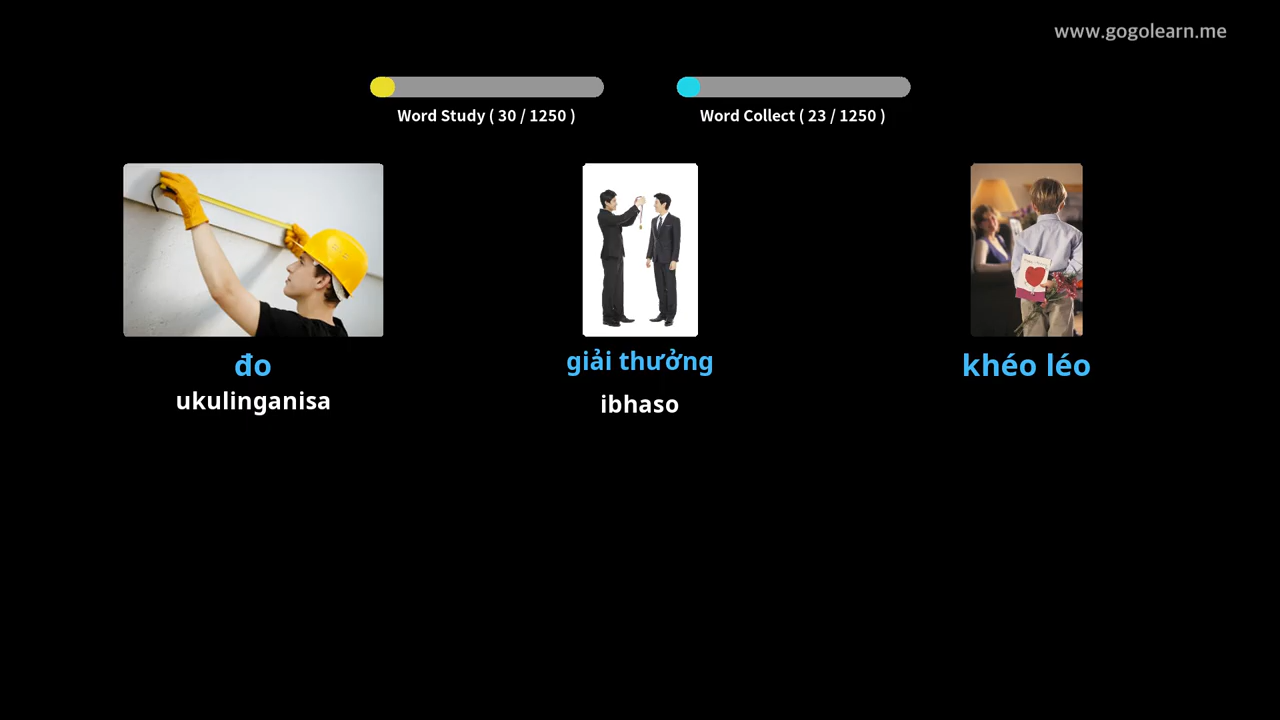 www.gogolearn.me
Word Study ( 30 / 1250 )
Word Collect ( 23 / 1250 )
đo
ukulinganisa
giải thưởng
ibhaso
khéo léo